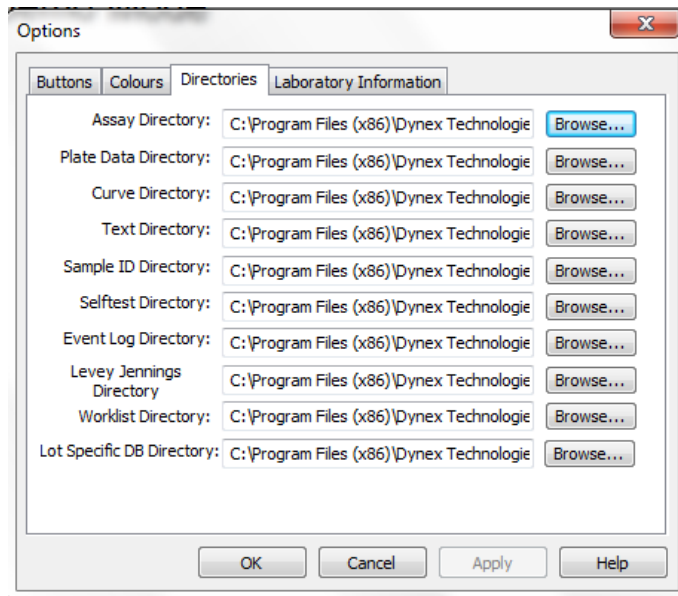 Options
Buttons Colours Directories Laboratory Information
Assay Directory: C:\Program Files (x86)\Dynex Technologie Browse...
Plate Data Directory: C:\Program Files (x86)\Dynex Technologie Browse...
Curve Directory: C:\Program Files (x86)\Dynex Technologie Browse...
Text Directory: C:\Program Files (x86)\Dynex Technologie Browse...
Sample ID Directory: C:\Program Files (x86)\Dynex Technologie Browse...
Selftest Directory: C:\Program Files (x86)\Dynex Technologie Browse...
Event Log Directory: C:\Program Files (x86)\Dynex Technologie Browse...
Levey Jennings
Directory C:\Program Files (x86)\Dynex Technologie Browse...
Worklist Directory: C:\Program Files (x86)\Dynex Technologie Browse...
Lot Specific DB Directory: C:\Program Files (x86)\Dynex Technologie Browse...
OK Cancel Apply Help